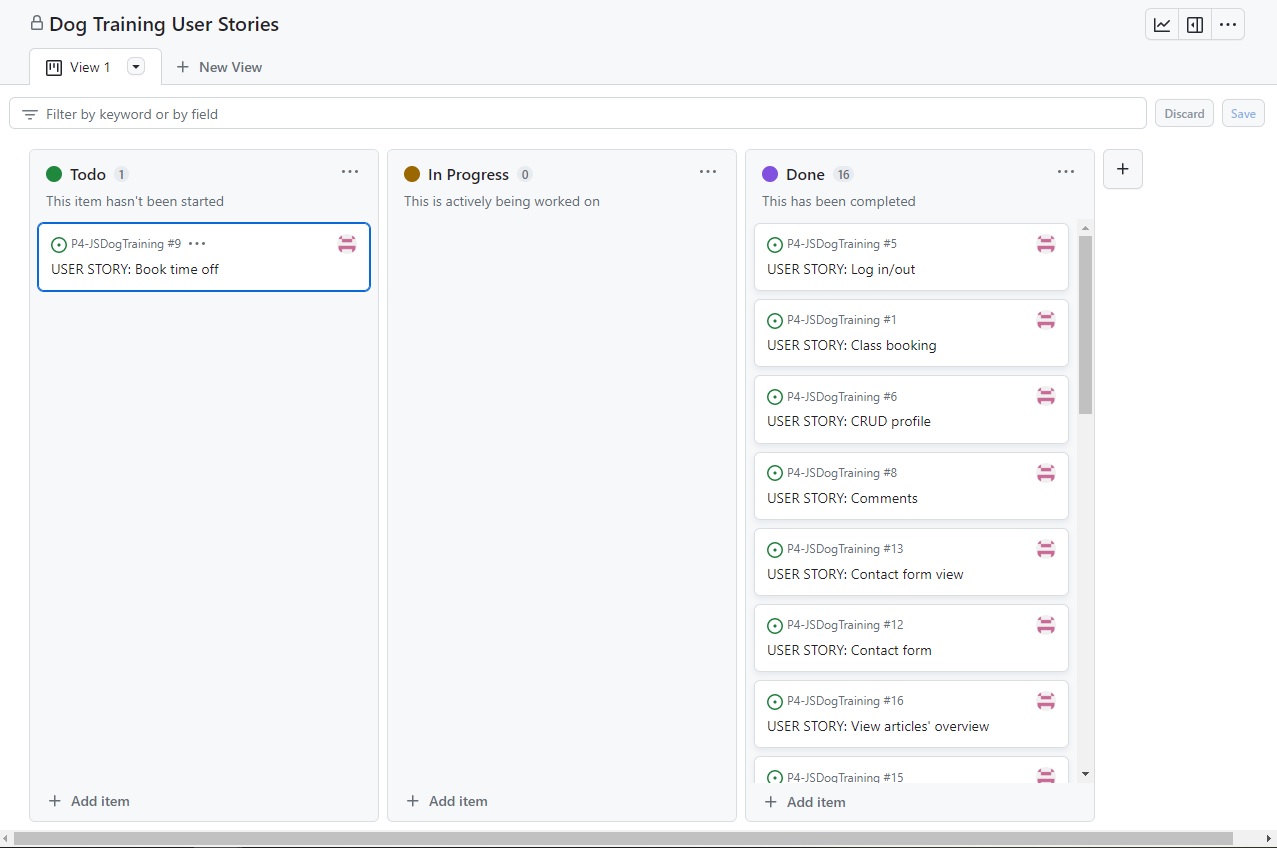 Dog Training User Stories
View 1
New View
Filter by keyword or by field
Discard
Save
Todo 1
This item hasn't been started
P4-JSDogTraining #9
USER STORY: Book time off
Add item
In Progress 0
This is actively being worked on
Add item
Done 16
This has been completed
P4-JSDogTraining #5
USER STORY: Log in/out
P4-JSDogTraining #1
USER STORY: Class booking
P4-JSDogTraining #6
USER STORY: CRUD profile
P4-JSDogTraining #8
USER STORY: Comments
P4-JSDogTraining #13
USER STORY: Contact form view
P4-JSDogTraining #12
USER STORY: Contact form
P4-JSDogTraining #16
USER STORY: View articles' overview
P4-JSDogTraining #15
Add item